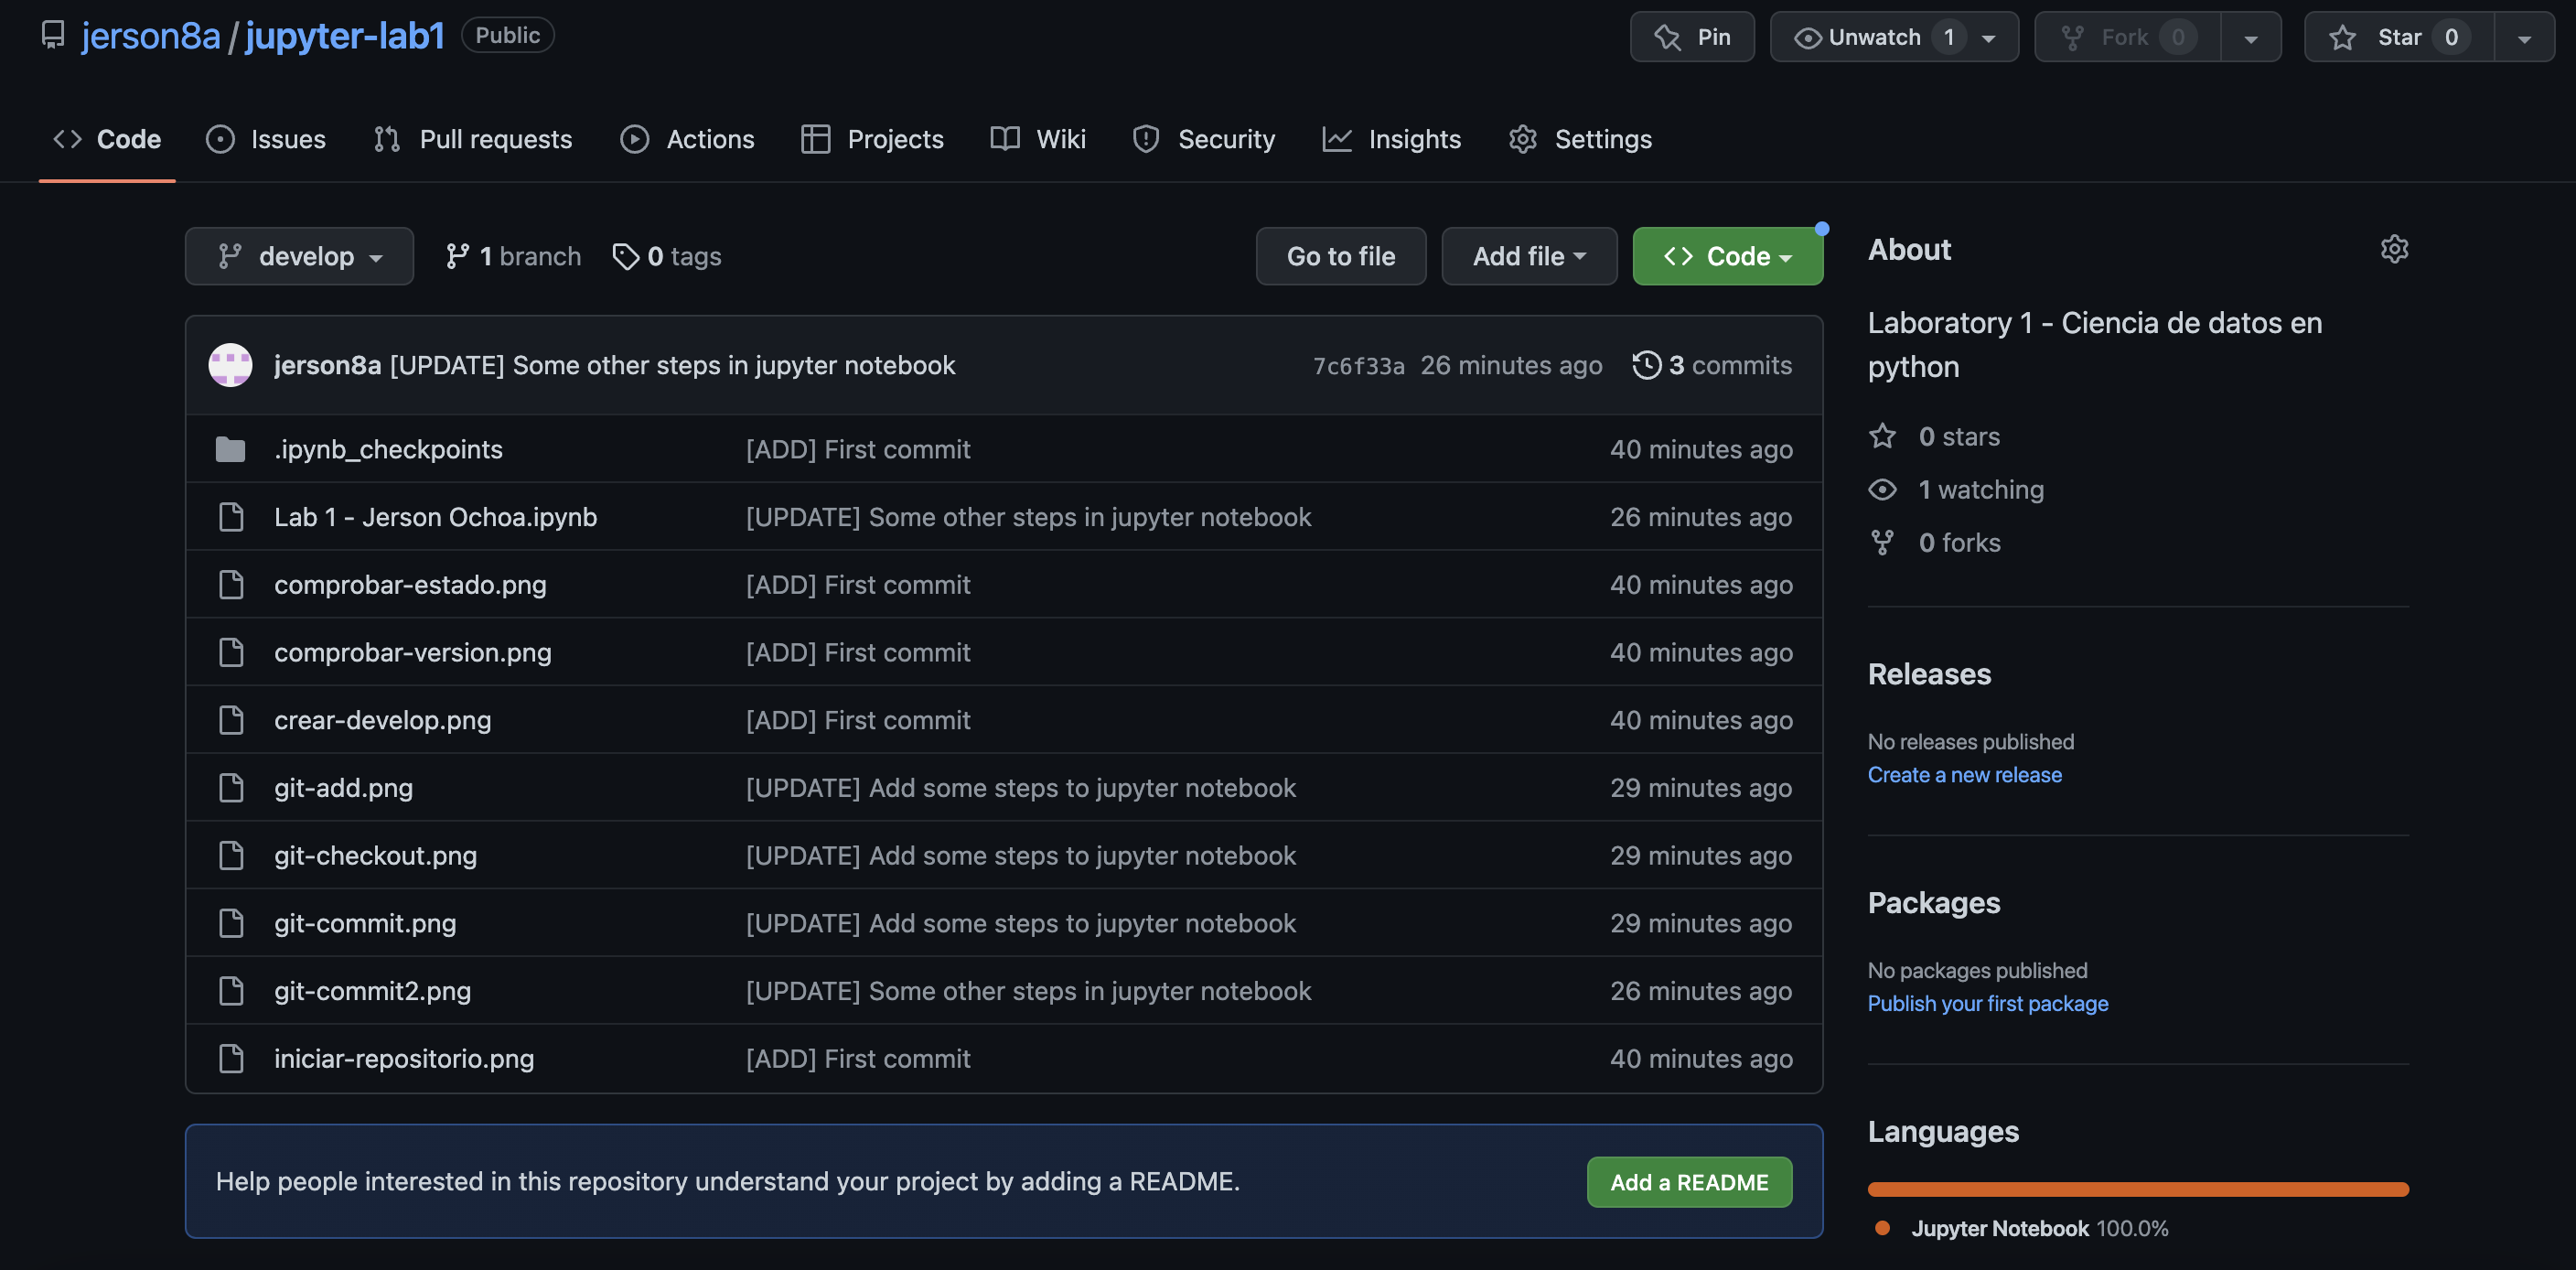 jerson8a / jupyter-lab1 Public Pin Unwatch 1 Fork 0 Star 0
Code Issues Pull requests Actions Projects Wiki Security Insights Settings
develop 1 branch 0 tags Go to file Add file Code
jerson8a [UPDATE] Some other steps in jupyter notebook 7c6f33a 26 minutes ago 3 commits
.ipynb_checkpoints [ADD] First commit 40 minutes ago
Lab 1 - Jerson Ochoa.ipynb [UPDATE] Some other steps in jupyter notebook 26 minutes ago
comprobar-estado.png [ADD] First commit 40 minutes ago
comprobar-version.png [ADD] First commit 40 minutes ago
crear-develop.png [ADD] First commit 40 minutes ago
git-add.png [UPDATE] Add some steps to jupyter notebook 29 minutes ago
git-checkout.png [UPDATE] Add some steps to jupyter notebook 29 minutes ago
git-commit.png [UPDATE] Add some steps to jupyter notebook 29 minutes ago
git-commit2.png [UPDATE] Some other steps in jupyter notebook 26 minutes ago
iniciar-repositorio.png [ADD] First commit 40 minutes ago
Help people interested in this repository understand your project by adding a README. Add a README
About
Laboratory 1 - Ciencia de datos en
python
0 stars
1 watching
0 forks
Releases
No releases published
Create a new release
Packages
No packages published
Publish your first package
Languages
Jupyter Notebook 100.0%